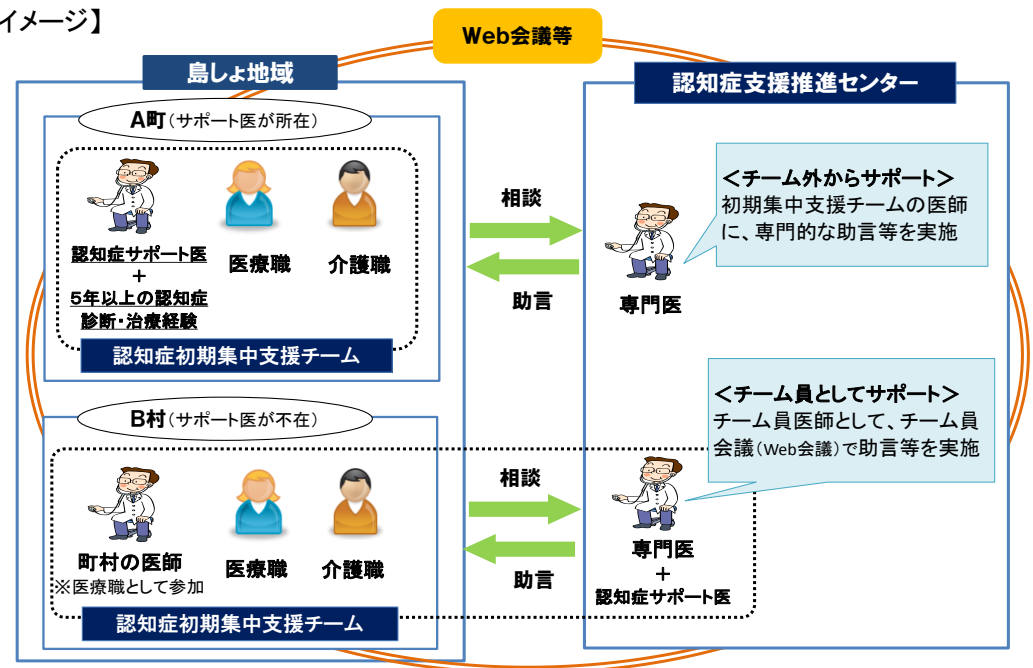 イメージ】
Web会議等
島しょ地域
A町(サポート医が所在)
認知症サポート医
+
5年以上の認知症
診断・治療経験
医療職
介護職
認知症初期集中支援チーム
相談
助言
認知症支援推進センター
専門医
＜チーム外からサポート＞
初期集中支援チームの医師
に、専門的な助言等を実施
B村(サポート医が不在)
町村の医師
※医療職として参加
医療職
介護職
認知症初期集中支援チーム
相談
助言
専門医
+
認知症サポート医
＜チーム員としてサポート＞
チーム員医師として、チーム員
会議(Web会議)で助言等を実施